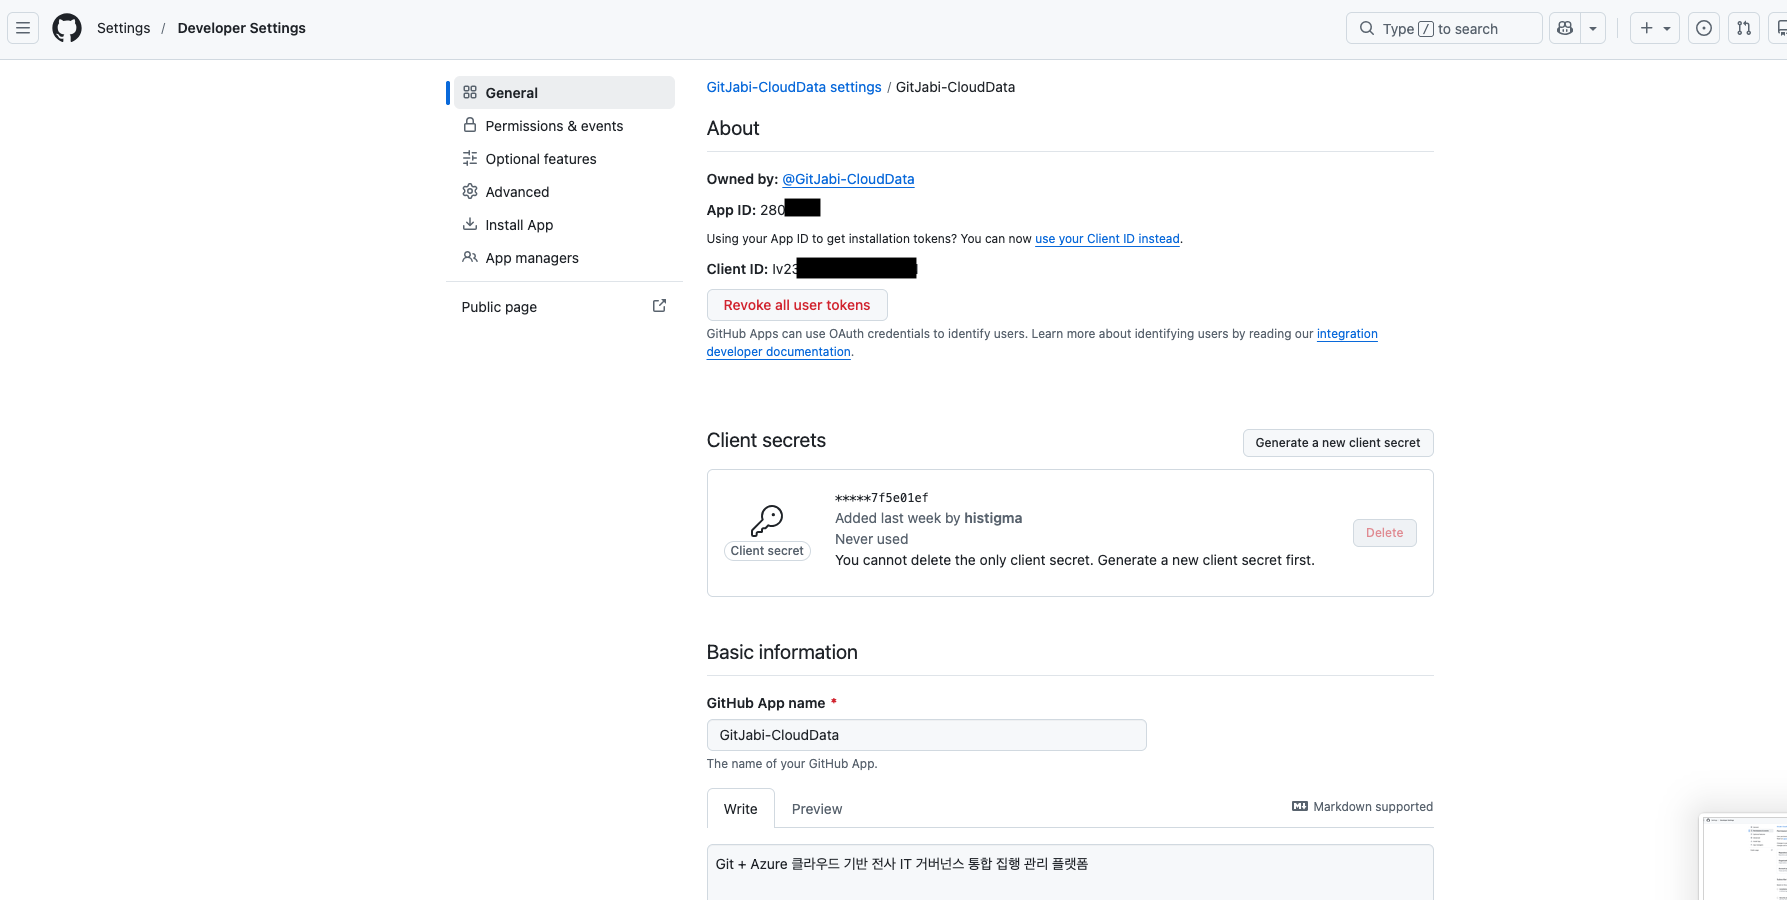 Settings / Developer Settings
Type / to search
General
Permissions & events
Optional features
Advanced
Install App
App managers
Public page
GitJabi-CloudData settings / GitJabi-CloudData
About
Owned by: @GitJabi-CloudData
App ID: 280
Using your App ID to get installation tokens? You can now use your Client ID instead.
Client ID: Iv23
Revoke all user tokens
GitHub Apps can use OAuth credentials to identify users. Learn more about identifying users by reading our integration
developer documentation.
Client secrets
Generate a new client secret
*****7f5e01ef
Added last week by histigma
Never used
You cannot delete the only client secret. Generate a new client secret first.
Client secret
Delete
Basic information
GitHub App name *
GitJabi-CloudData
The name of your GitHub App.
Write
Preview
Markdown supported
Git + Azure 클라우드 기반 전사 IT 거버넌스 통합 집행 관리 플랫폼